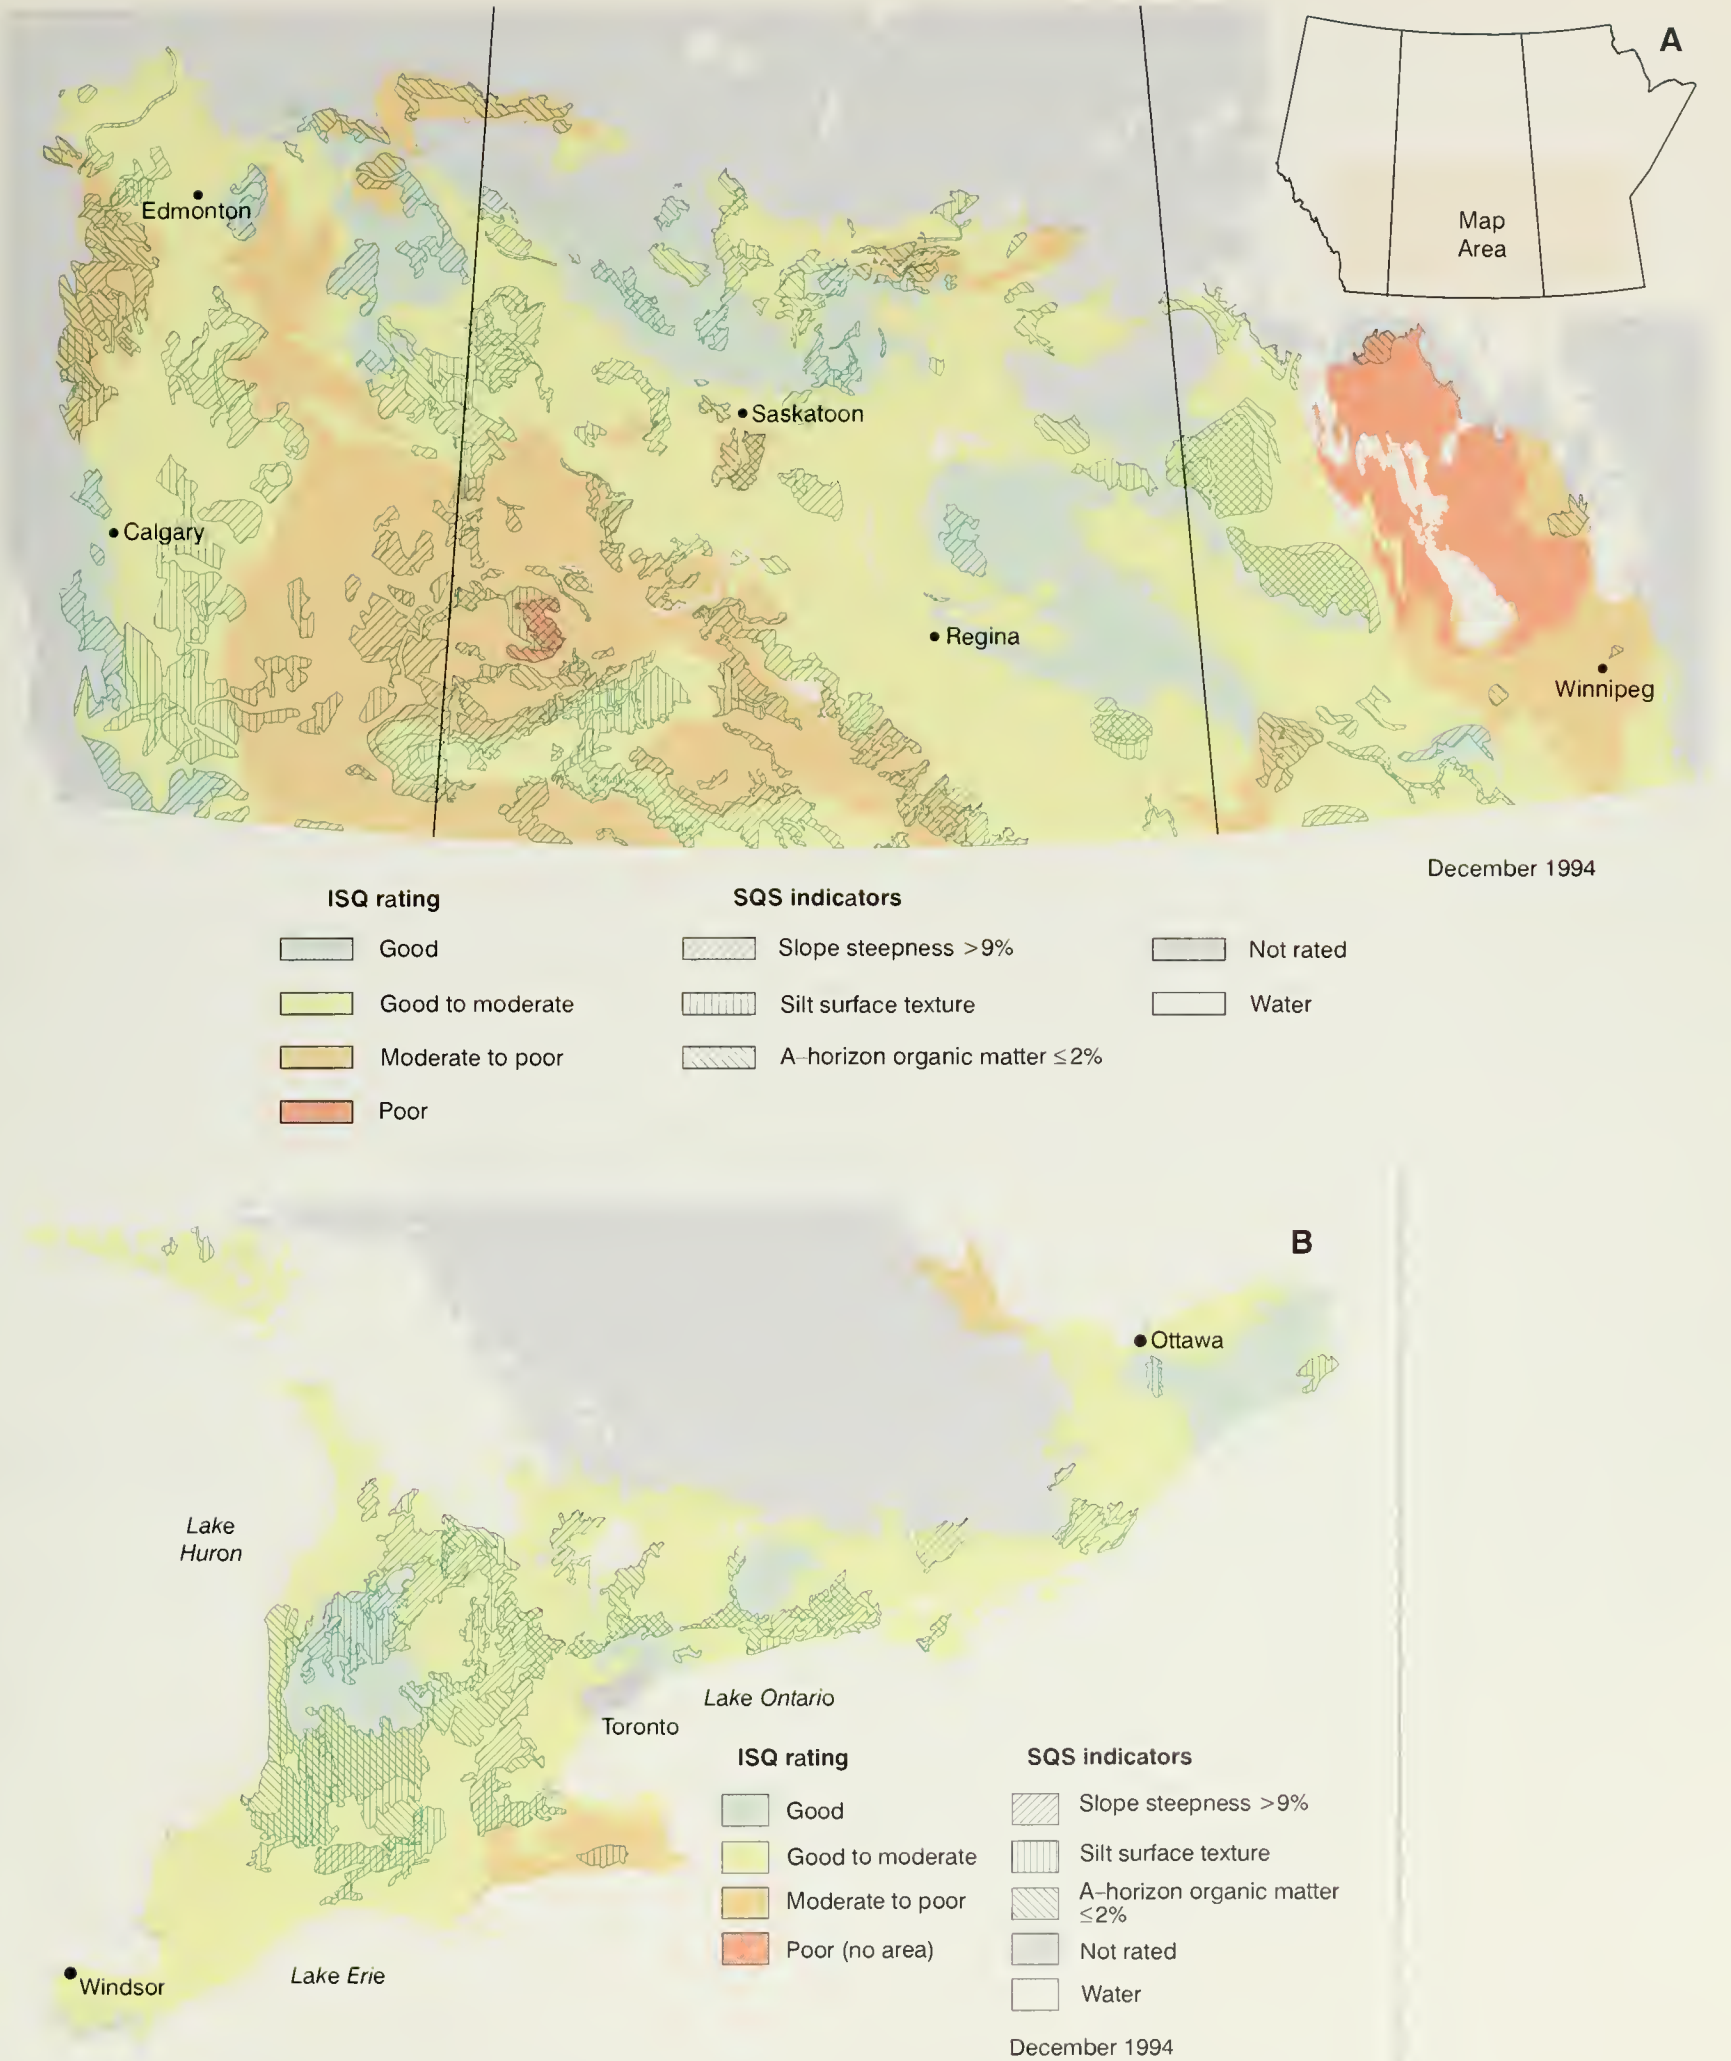 A
Map
Area
Edmonton
Saskatoon
Calgary
Regina
Winnipeg
December 1994
ISQ rating
Good
Good to moderate
Moderate to poor
Poor
SQS indicators
Slope steepness >9%
Silt surface texture
A–horizon organic matter ≤2%
Not rated
Water
B
Ottawa
Lake
Huron
Lake Ontario
Toronto
ISQ rating
Good
Good to moderate
Moderate to poor
Poor (no area)
SQS indicators
Slope steepness >9%
Silt surface texture
A–horizon organic matter
≤2%
Not rated
Water
Windsor
Lake Erie
December 1994